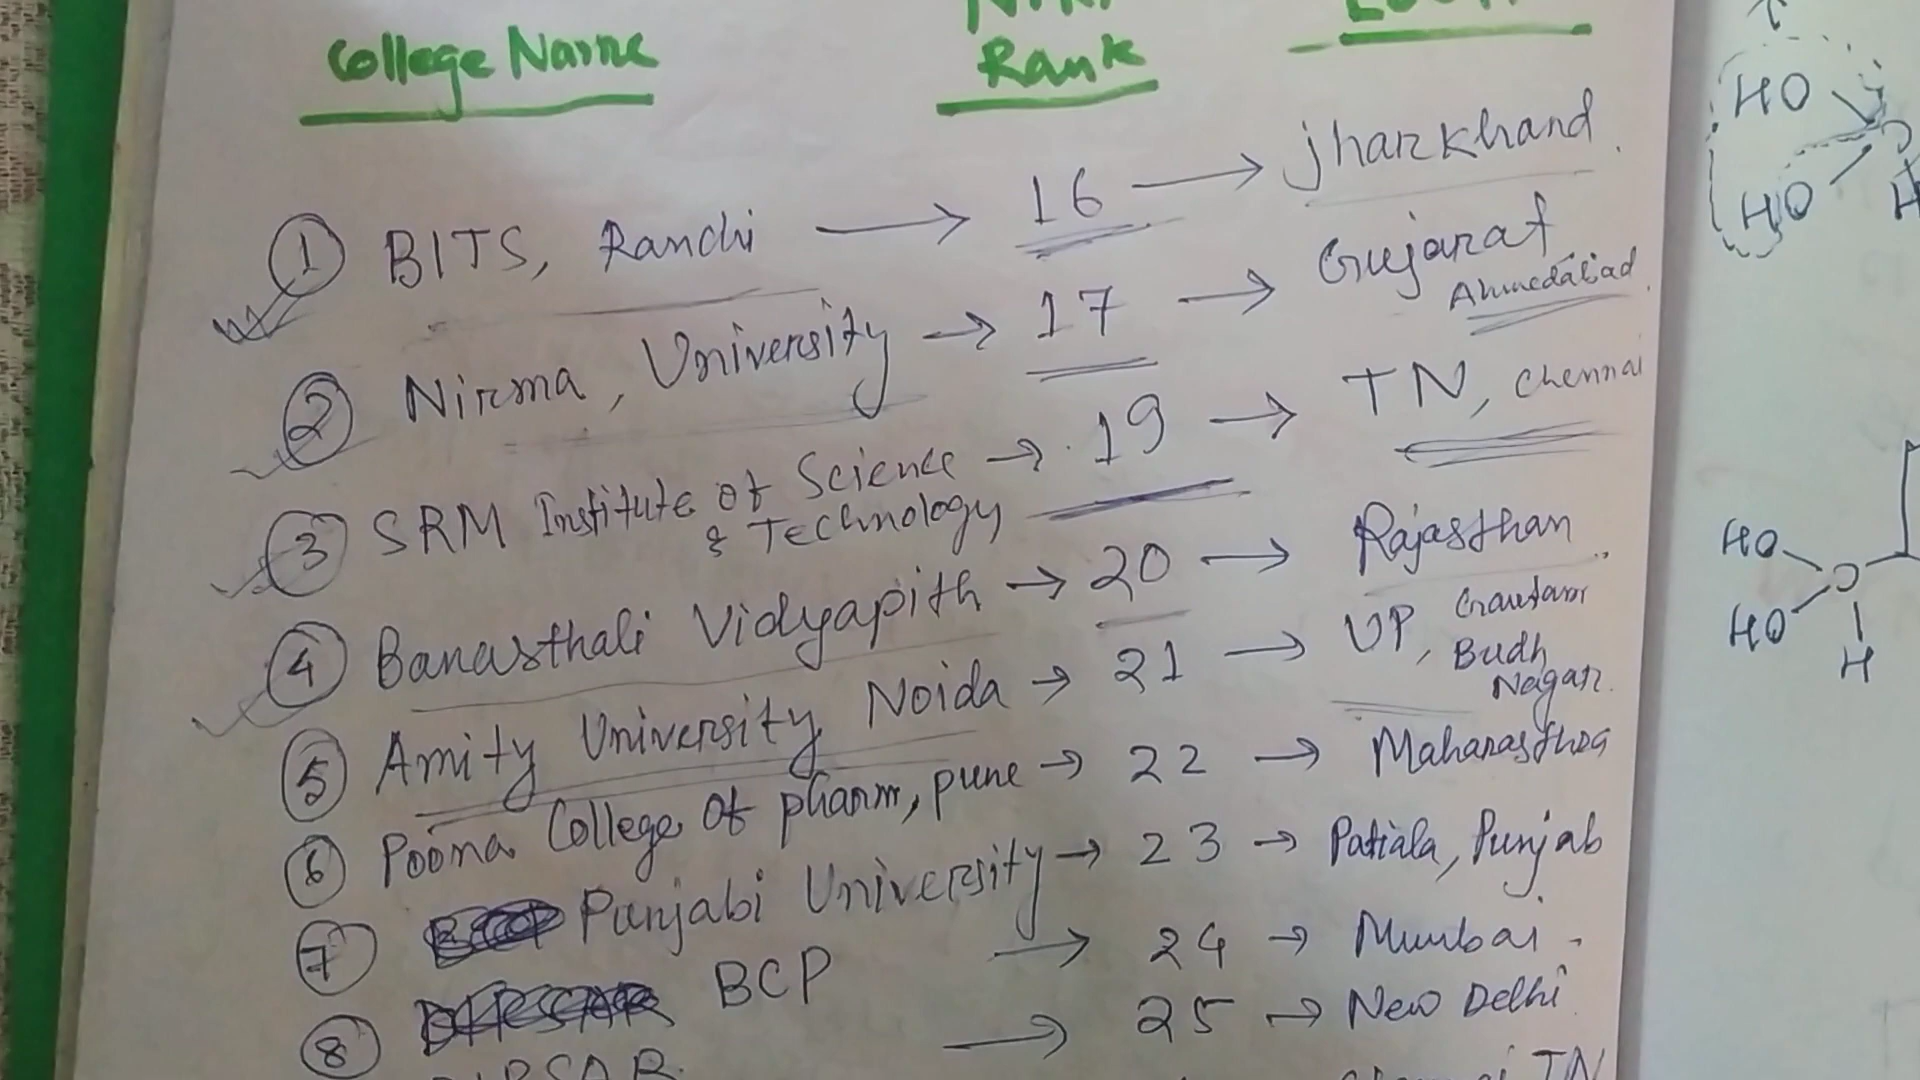 College Name Rank
1 BITS, Ranchi → 16 → Jharkhand.
2 Nirma, University → 17 → Gujarat
Ahmedabad.
3 SRM Institute of Science → 19 → TN, Chennai
& Technology
4 Banasthali Vidyapith → 20 → Rajasthan
5 Amity University Noida → 21 → UP, Gautam
Budh
Nagar.
6 Poona College Of pharm, pune → 22 → Maharasthra
7 Punjabi University → 23 → Patiala, Punjab
BCP → 24 → Mumbai.
8 → 25 → New Delhi
TN
HO
HO
H
HO
HO
H